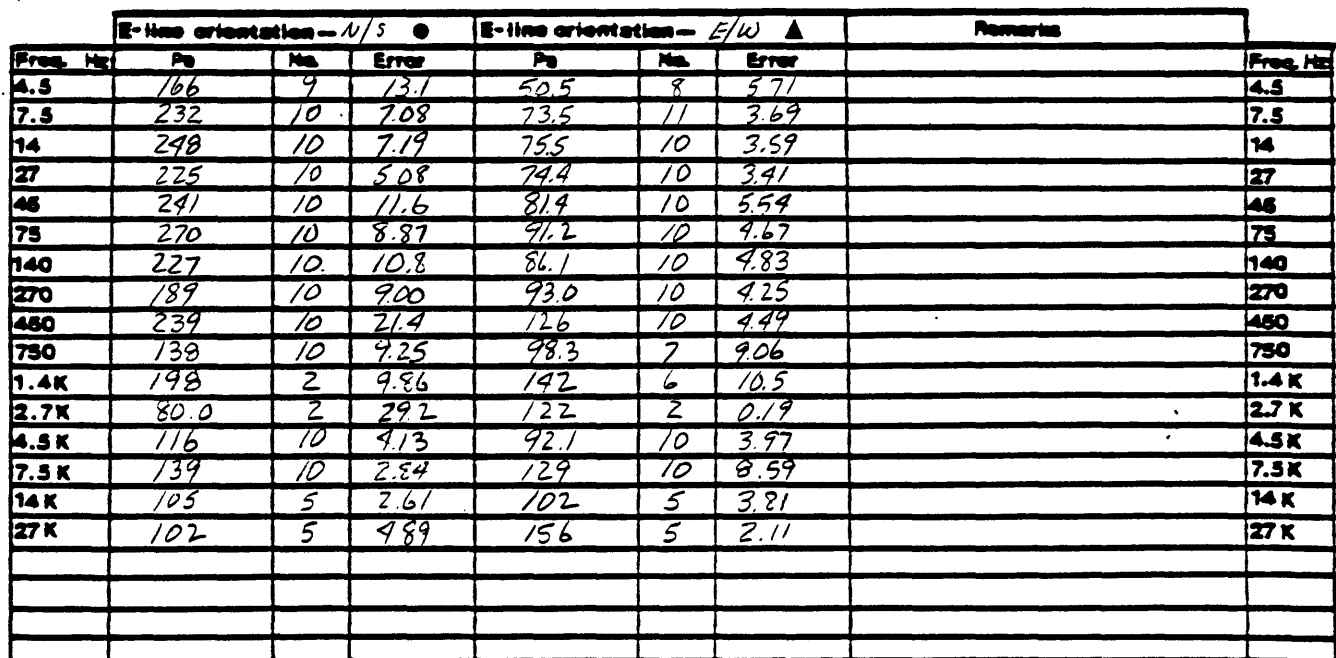 E-line orientation — N/S ● E-line orientation — E/W ▲ Remarks
Freq. Hz Pa No. Error Pa No. Error Freq. Hz
4.5 166 9 13.1 50.5 8 5.71 4.5
7.5 232 10 7.08 73.5 11 3.69 7.5
14 248 10 7.19 75.5 10 3.59 14
27 225 10 5.08 74.4 10 3.41 27
45 241 10 11.6 81.4 10 5.54 45
75 270 10 8.87 91.2 10 4.67 75
140 227 10. 10.8 86.1 10 4.83 140
270 189 10 9.00 93.0 10 4.25 270
450 239 10 21.4 126 10 4.49 450
750 138 10 9.25 98.3 7 9.06 750
1.4K 198 2 9.86 142 6 10.5 1.4K
2.7K 80.0 2 29.2 122 2 0.19 2.7K
4.5K 116 10 4.13 92.1 10 3.97 4.5K
7.5K 139 10 2.84 129 10 8.59 7.5K
14K 105 5 2.61 102 5 3.81 14K
27K 102 5 4.89 156 5 2.11 27K